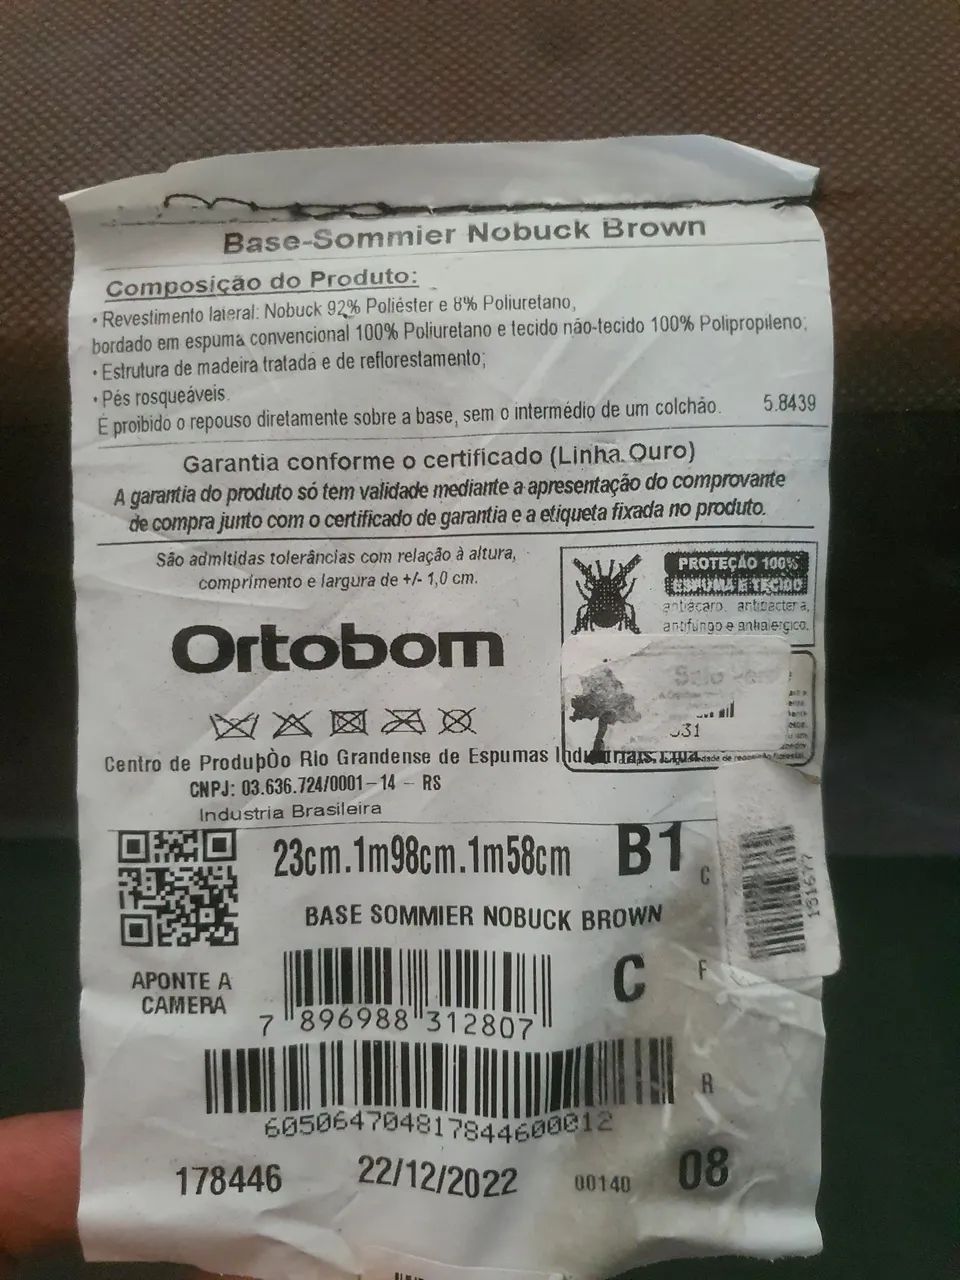 Base-Sommier Nobuck Brown
Composição do Produto:
• Revestimento lateral: Nobuck 92% Poliéster e 8% Poliuretano,
bordado em espuma convencional 100% Poliuretano e tecido não-tecido 100% Polipropileno;
• Estrutura de madeira tratada e de reflorestamento;
• Pés rosqueáveis.
É proibido o repouso diretamente sobre a base, sem o intermédio de um colchão. 5.8439
Garantia conforme o certificado (Linha Ouro)
A garantia do produto só tem validade mediante a apresentação do comprovante
de compra junto com o certificado de garantia e a etiqueta fixada no produto.
São admitidas tolerâncias com relação à altura,
comprimento e largura de +/- 1,0 cm.
PROTEÇÃO 100%
ESPUMA E TECIDO
antiácaro, antibactéria,
antifungo e antialérgico.
Ortobom
Selo Verde
31
Centro de ProduþÒo Rio Grandense de Espumas Industriais Ltda
CNPJ: 03.636.724/0001-14 - RS
Industria Brasileira
23cm.1m98cm.1m58cm B1
C
BASE SOMMIER NOBUCK BROWN
131677
APONTE A
CAMERA
C
F
7 896988 312807
R
60506470481784460001 2
178446 22/12/2022 00140 08